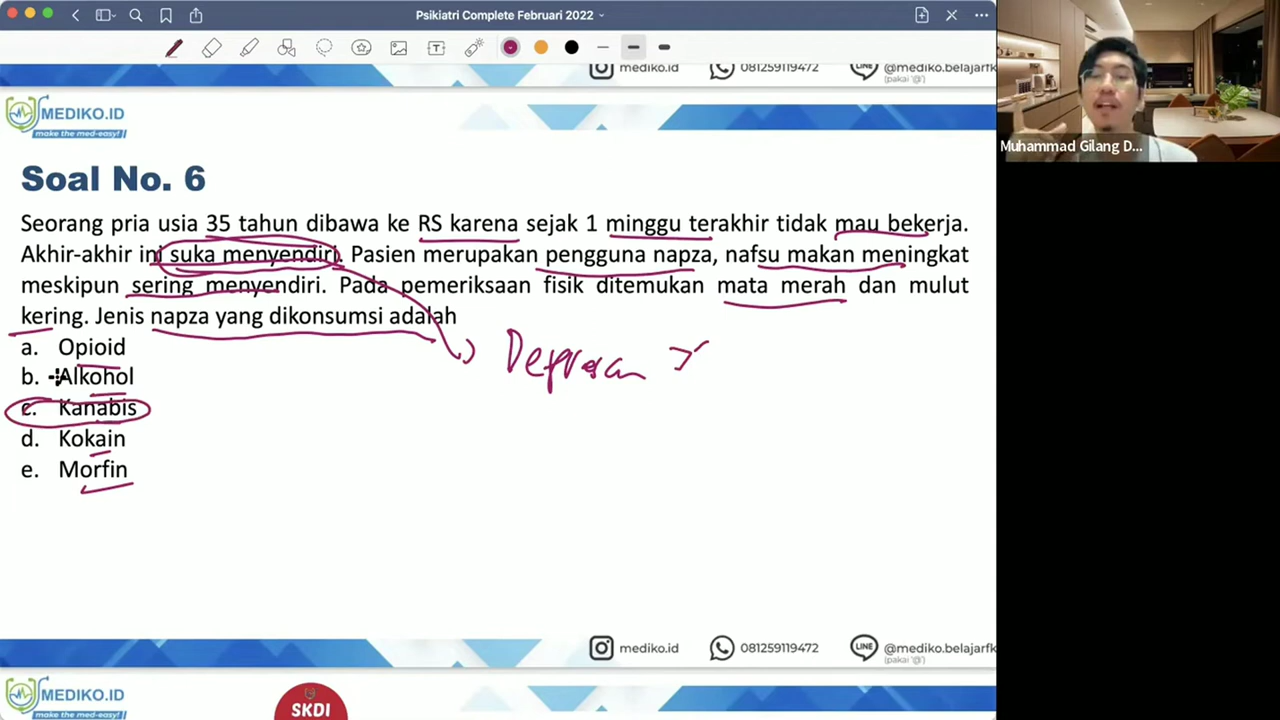 Psikiatri Complete Februari 2022
mediko.id
081259119472
@mediko.belajarfk
(pakai '@')
MEDIKO.ID
make the med-easy!
Muhammad Gilang D...
Soal No. 6
Seorang pria usia 35 tahun dibawa ke RS karena sejak 1 minggu terakhir tidak mau bekerja.
Akhir-akhir ini suka menyendiri. Pasien merupakan pengguna napza, nafsu makan meningkat
meskipun sering menyendiri. Pada pemeriksaan fisik ditemukan mata merah dan mulut
kering. Jenis napza yang dikonsumsi adalah
a. Opioid
b. Alkohol
c. Kanabis
d. Kokain
e. Morfin
mediko.id
081259119472
@mediko.belajarfk
(pakai '@')
MEDIKO.ID
make the med-easy!
SKDI